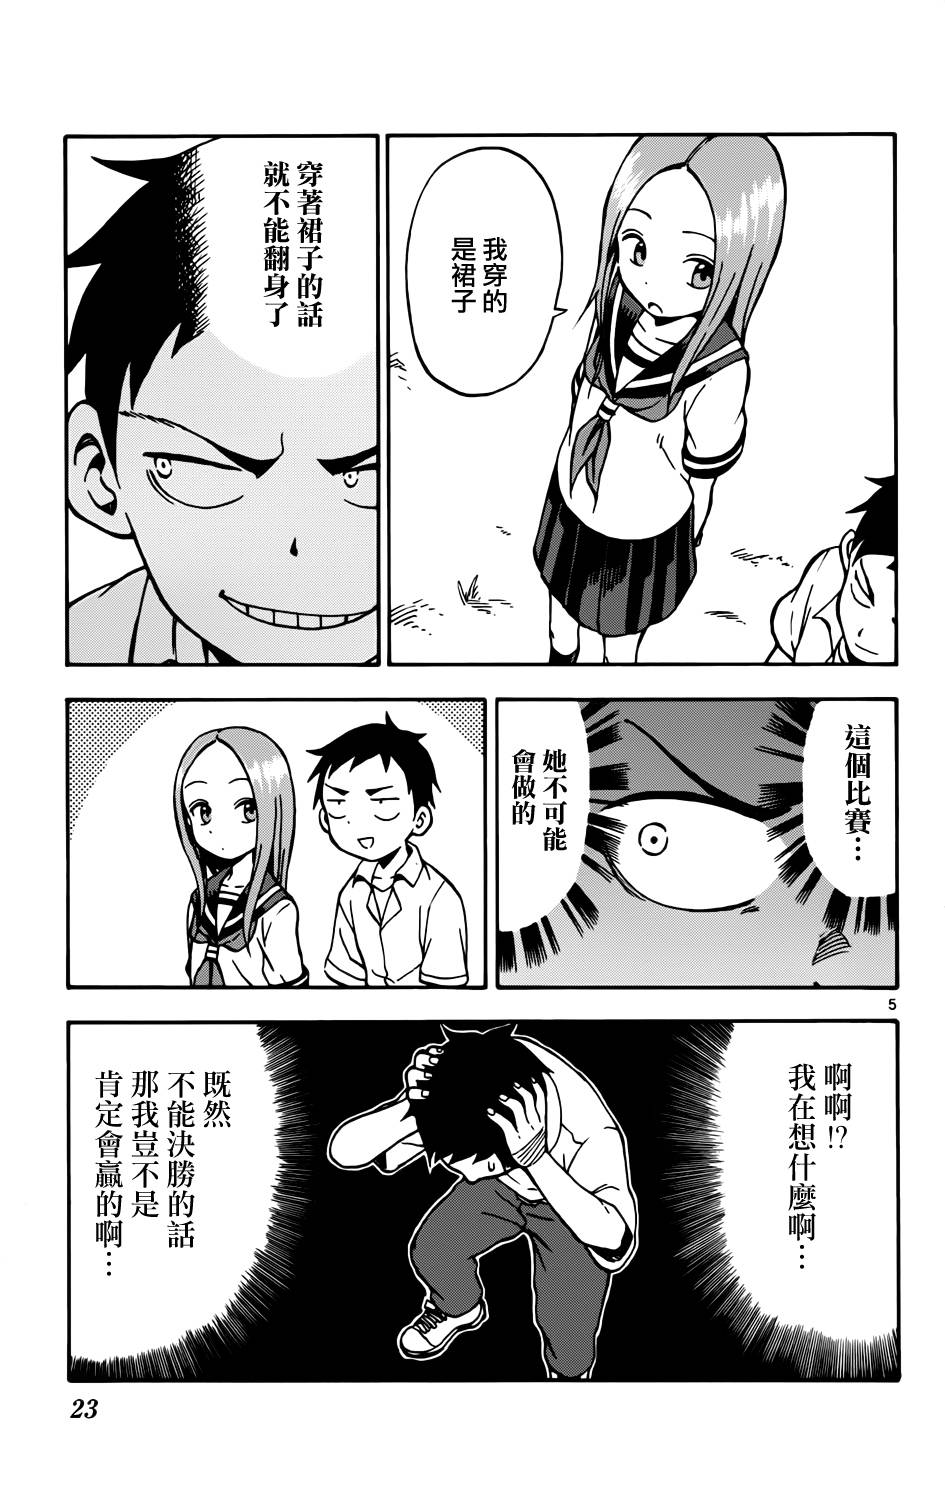 我穿的
是裙子
穿著裙子的話
就不能翻身了
這個比賽…
她不可能
會做的
5
啊啊!?
我在想什麼啊…
既然
不能決勝的話
那我豈不是
肯定會贏的啊…
23